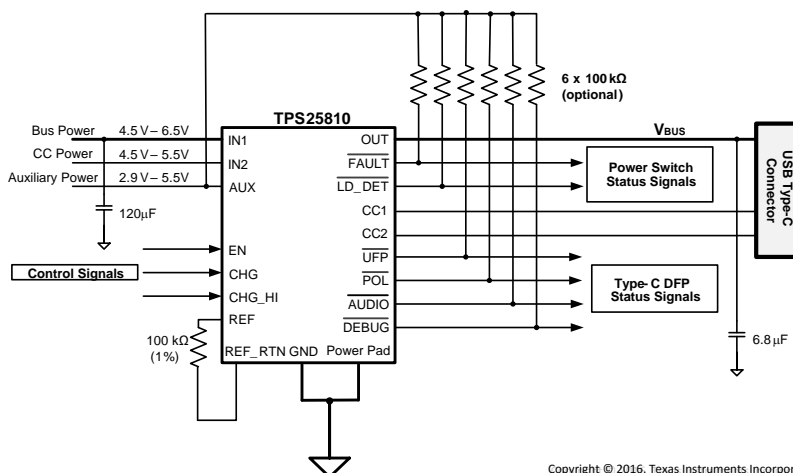 6 x 100 kΩ
(optional)
TPS25810
Bus Power 4.5 V – 6.5V
CC Power 4.5 V – 5.5V
Auxiliary Power 2.9 V – 5.5V
120µF
IN1
IN2
AUX
EN
CHG
CHG_HI
REF
REF_RTN GND Power Pad
OUT
FAULT
LD_DET
CC1
CC2
UFP
POL
AUDIO
DEBUG
Control Signals
100 kΩ
(1%)
VBUS
Power Switch
Status Signals
Type-C DFP
Status Signals
USB Type-C
Connector
6.8 µF
Copyright © 2016, Texas Instruments Incorpor